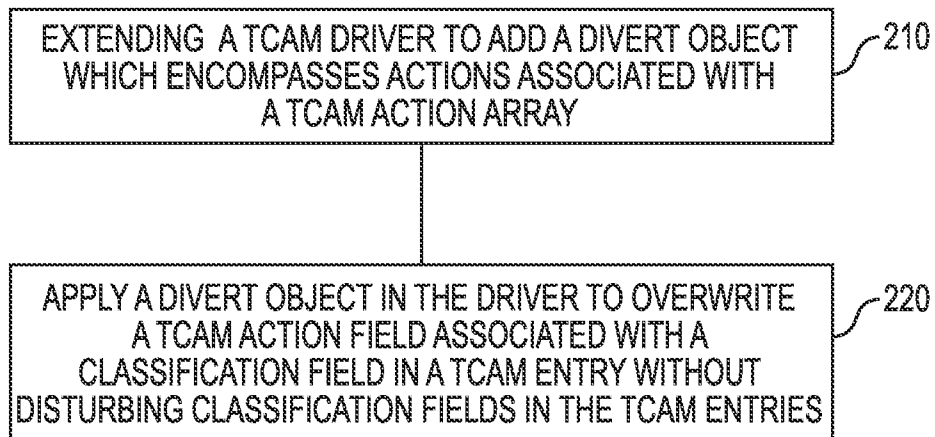 EXTENDING A TCAM DRIVER TO ADD A DIVERT OBJECT
WHICH ENCOMPASSES ACTIONS ASSOCIATED WITH
A TCAM ACTION ARRAY
210
APPLY A DIVERT OBJECT IN THE DRIVER TO OVERWRITE
A TCAM ACTION FIELD ASSOCIATED WITH A
CLASSIFICATION FIELD IN A TCAM ENTRY WITHOUT
DISTURBING CLASSIFICATION FIELDS IN THE TCAM ENTRIES
220